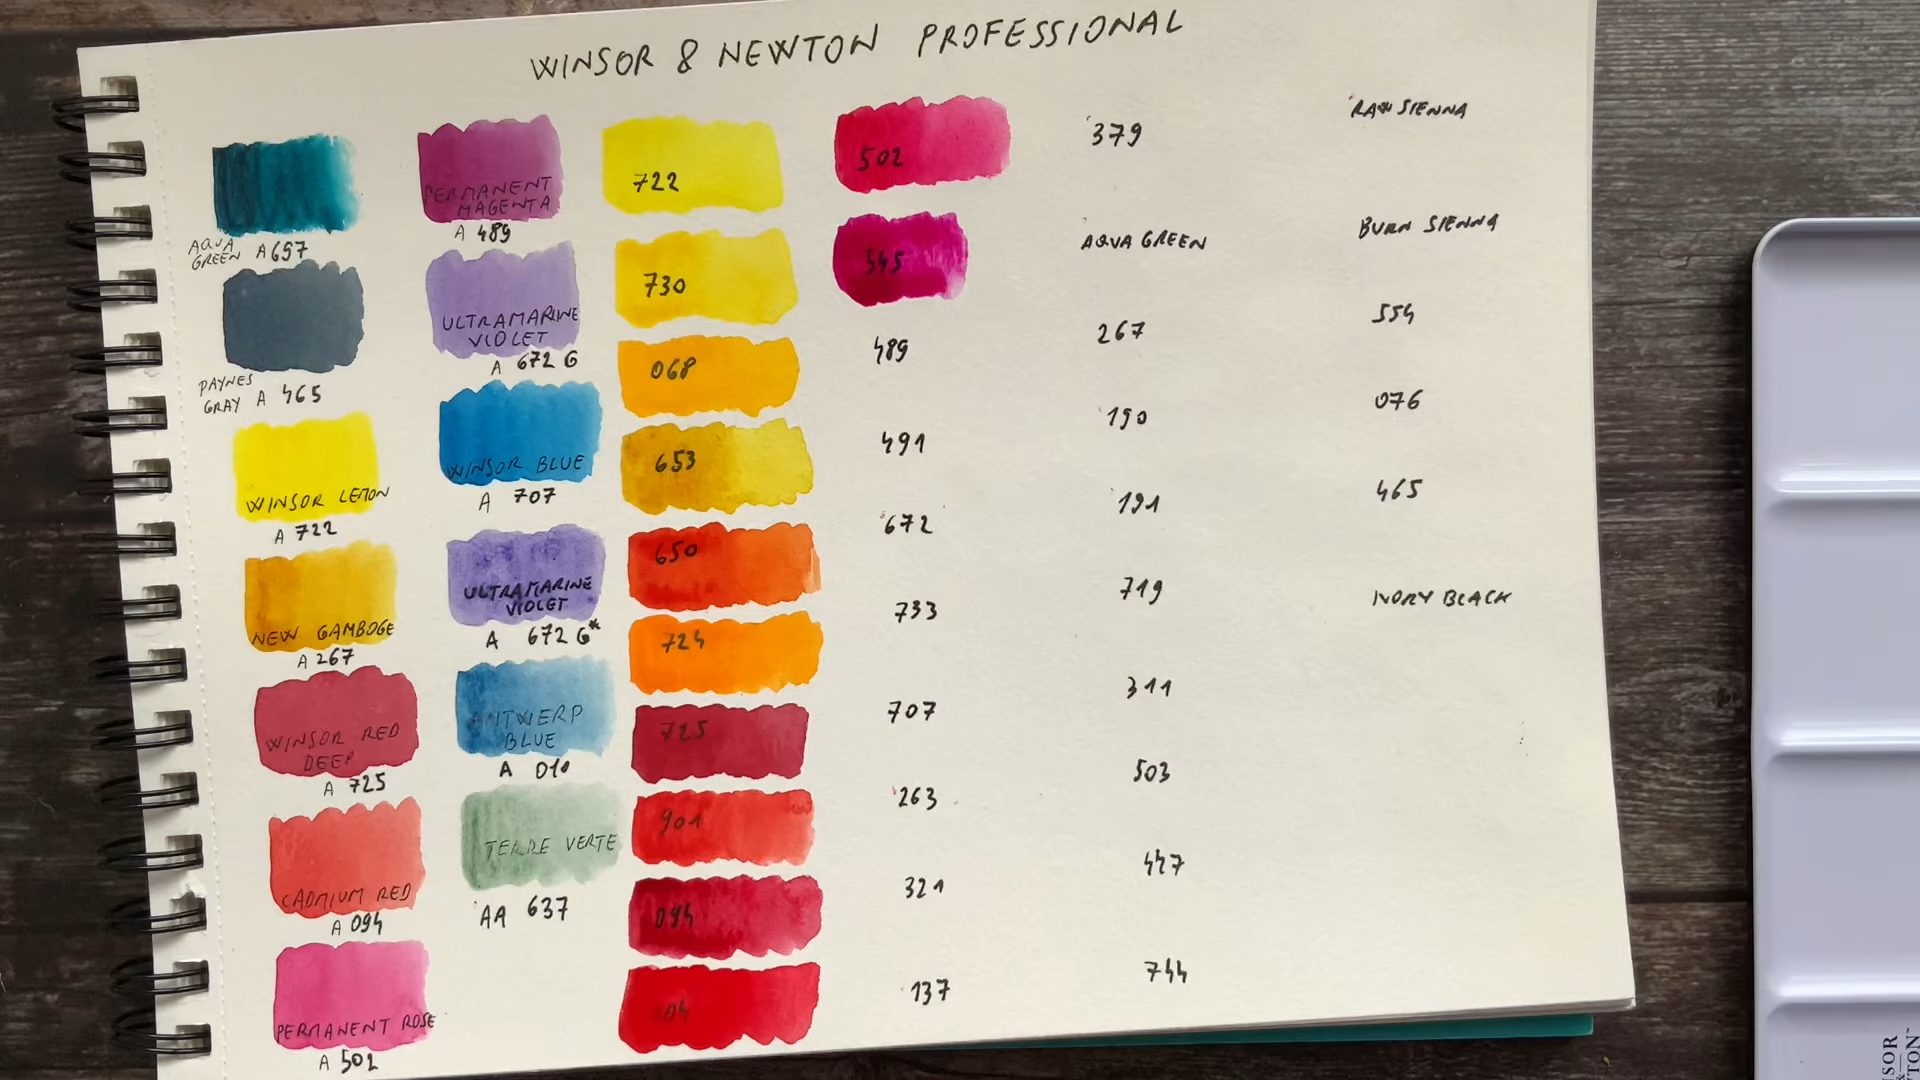 WINSOR & NEWTON PROFESSIONAL
AQUA
GREEN A 697
PAYNES
GRAY A 465
WINSOR LEMON
A 722
NEW GAMBOGE
A 267
WINSOR RED
DEEP
A 725
CADMIUM RED
A 094
PERMANENT ROSE
A 502
PERMANENT
MAGENTA
A 489
ULTRAMARINE
VIOLET
A 672 G
WINSOR BLUE
A 707
ULTRAMARINE
VIOLET
A 672 G*
ANTWERP
BLUE
A 010
TERRE VERTE
AA 637
722
730
068
653
650
724
725
901
094
502
545
489
491
672
733
707
263
321
137
379
AQUA GREEN
267
190
191
719
311
503
447
744
RAW SIENNA
BURN SIENNA
554
076
465
IVORY BLACK